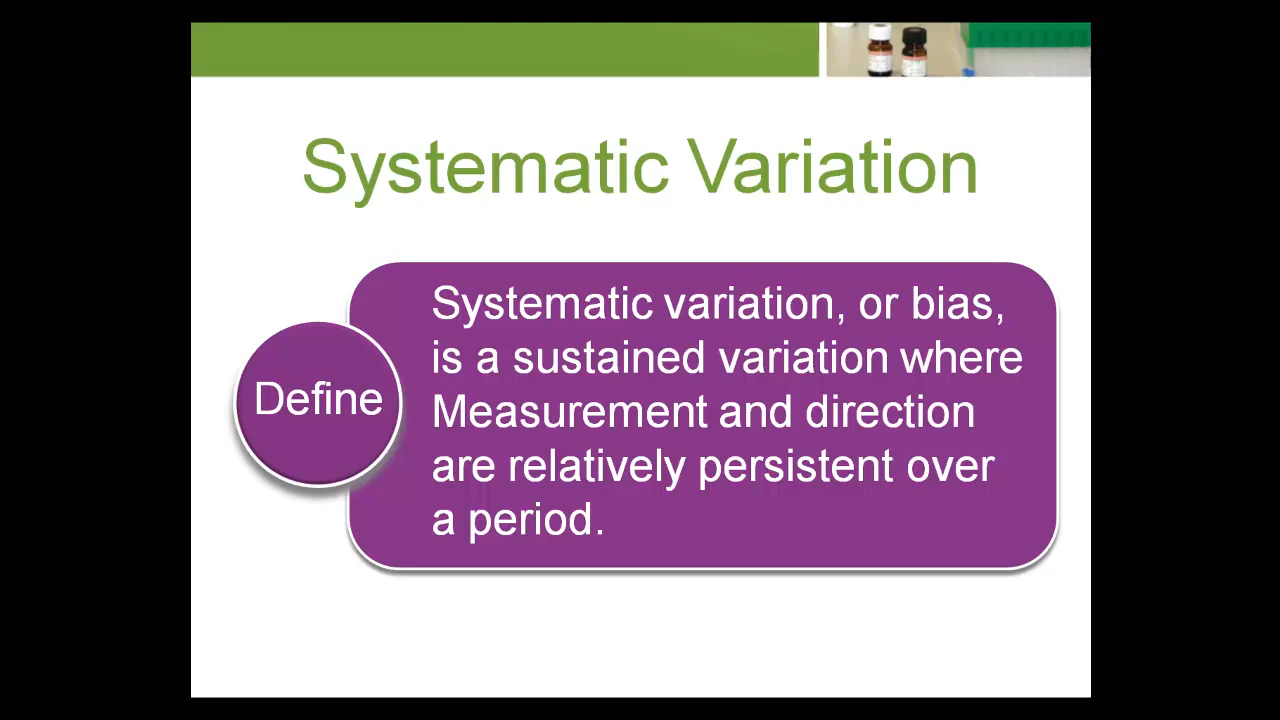 Systematic Variation
Define
Systematic variation, or bias,
is a sustained variation where
Measurement and direction
are relatively persistent over
a period.